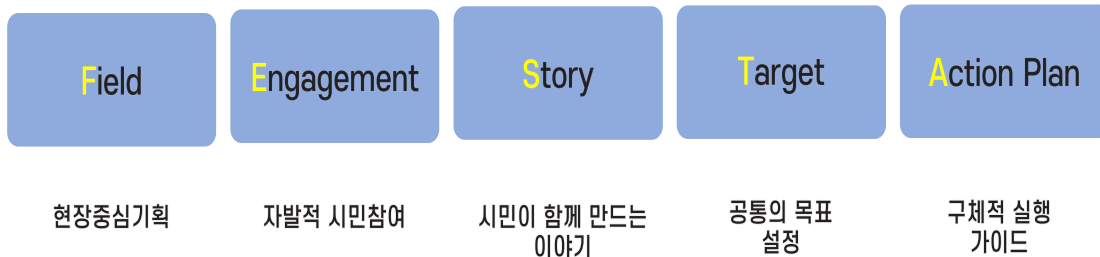 Field
Engagement
Story
Target
Action Plan
현장중심기획
자발적 시민참여
시민이 함께 만드는
이야기
공통의 목표
설정
구체적 실행
가이드